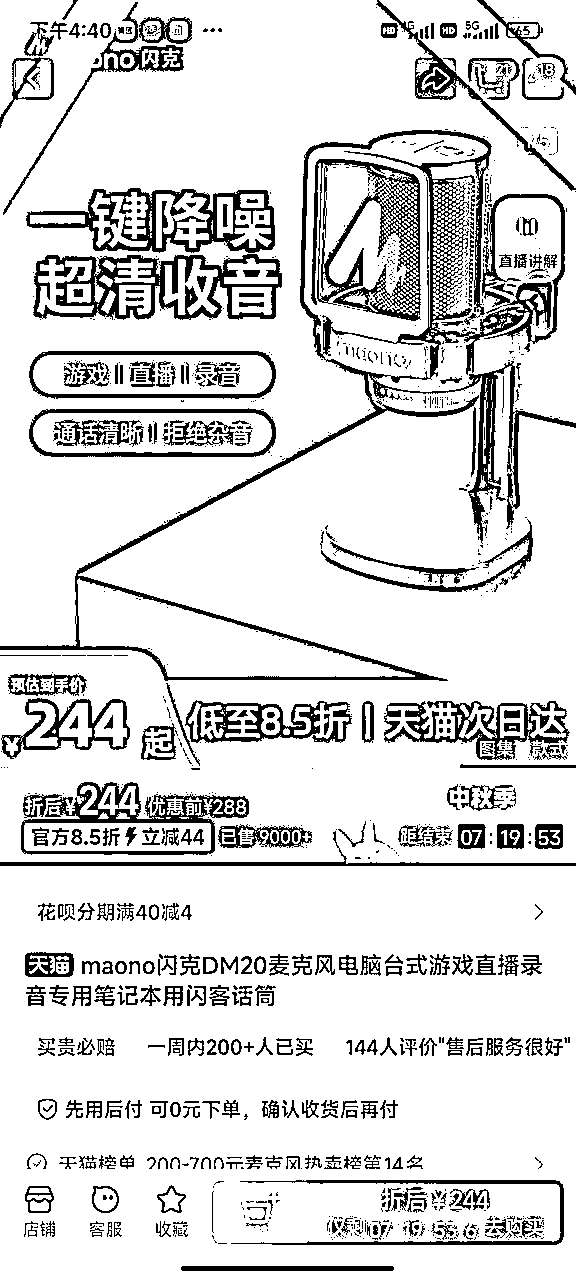 下午4:40 ... HD 4G HD 5G 65
maono 闪克
21 18
一键降噪
超清收音
直播讲解
游戏 | 直播 | 录音
通话清晰 | 拒绝杂音
maono
预估到手价
¥244起 低至8.5折 | 天猫次日达
图集 款式
折后¥244 优惠前¥288 中秋季
官方8.5折 立减44 已售9000+ 距结束 07:19:53
花呗分期满40减4
天猫 maono闪克DM20麦克风电脑台式游戏直播录
音专用笔记本用闪客话筒
买贵必赔 一周内200+人已买 144人评价"售后服务很好"
先用后付 可0元下单，确认收货后再付
天猫榜单 200-700元麦克风热卖榜第14名
店铺 客服 收藏 折后¥244
仅剩07:19:53.6 去购买